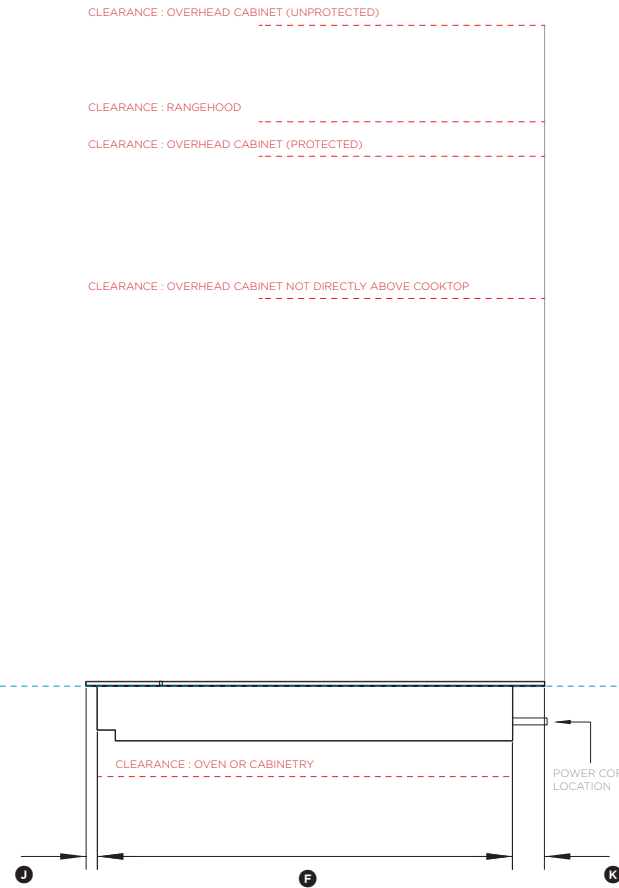 CLEARANCE : OVERHEAD CABINET (UNPROTECTED)
CLEARANCE : RANGEHOOD
CLEARANCE : OVERHEAD CABINET (PROTECTED)
CLEARANCE : OVERHEAD CABINET NOT DIRECTLY ABOVE COOKTOP
CLEARANCE : OVEN OR CABINETRY
POWER
LOCATION
J
F
K